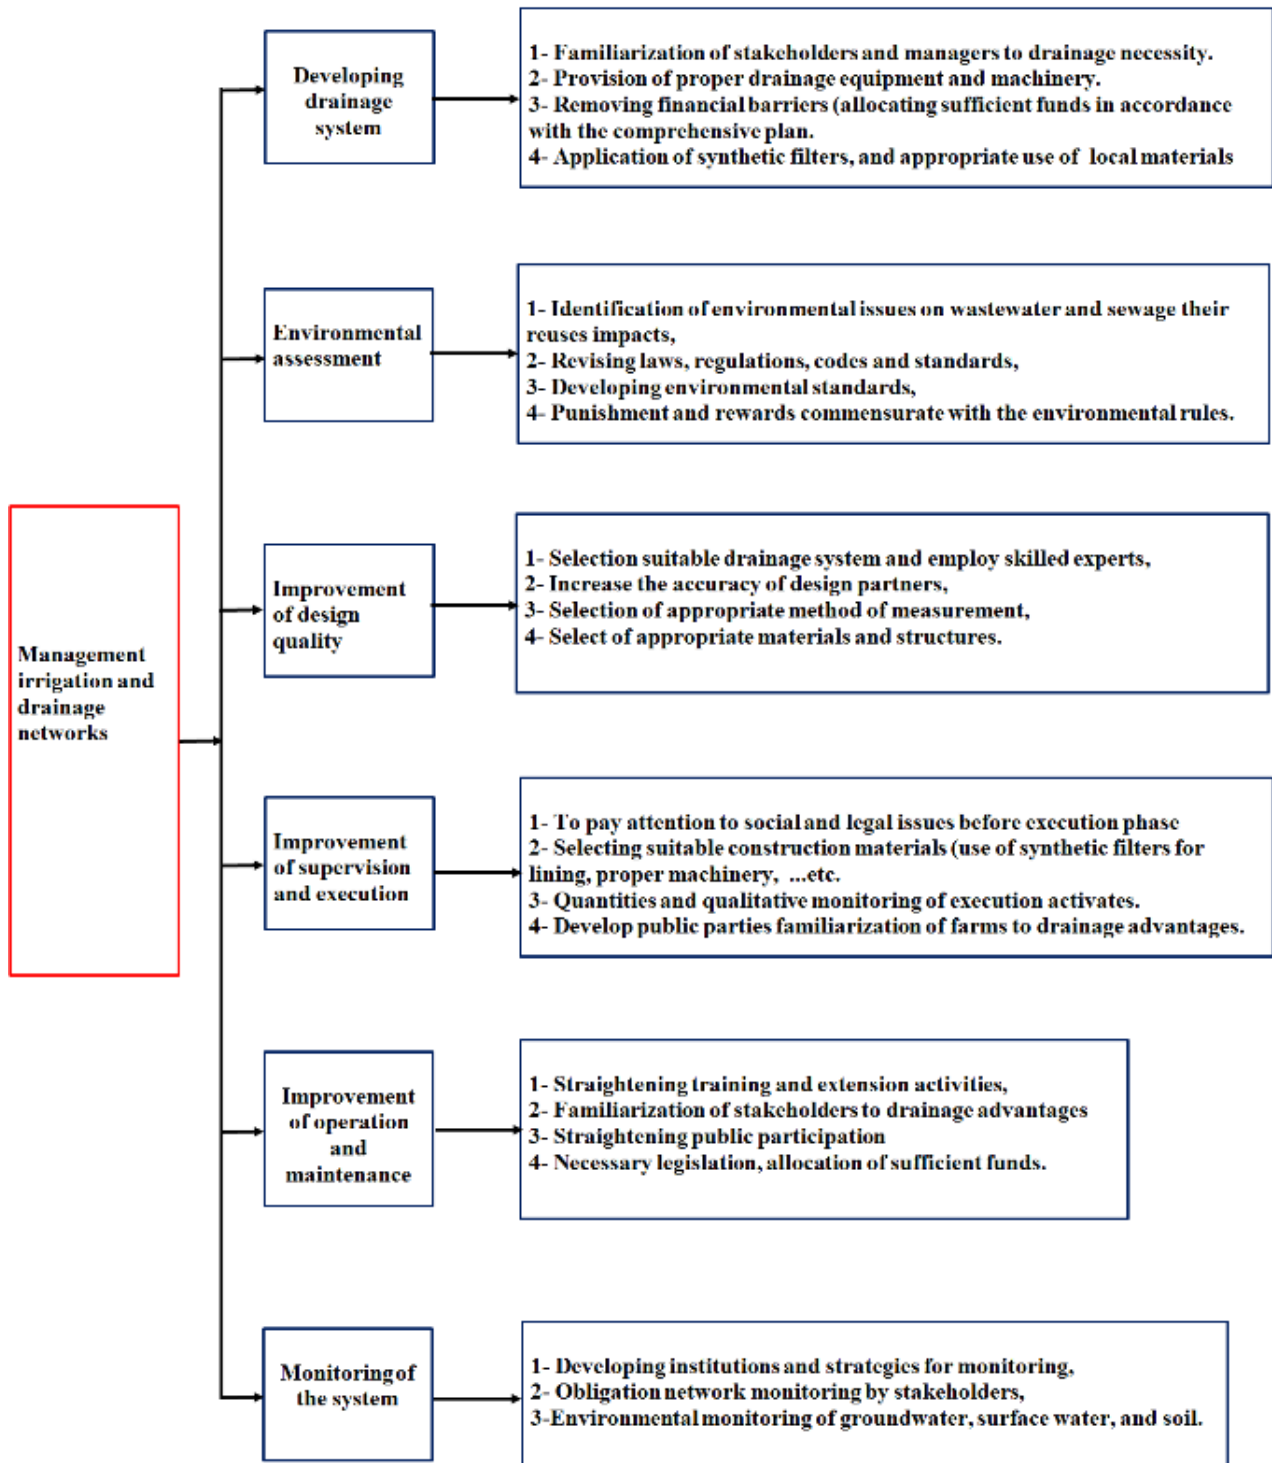 Developing
drainage
system
1- Familiarization of stakeholders and managers to drainage necessity.
2- Provision of proper drainage equipment and machinery.
3- Removing financial barriers (allocating sufficient funds in accordance
with the comprehensive plan.
4- Application of synthetic filters, and appropriate use of local materials
Environmental
assessment
1- Identification of environmental issues on wastewater and sewage their
reuses impacts,
2- Revising laws, regulations, codes and standards,
3- Developing environmental standards,
4- Punishment and rewards commensurate with the environmental rules.
Management
irrigation and
drainage
networks
Improvement
of design
quality
1- Selection suitable drainage system and employ skilled experts,
2- Increase the accuracy of design partners,
3- Selection of appropriate method of measurement,
4- Select of appropriate materials and structures.
Improvement
of supervision
and execution
1- To pay attention to social and legal issues before execution phase
2- Selecting suitable construction materials (use of synthetic filters for
lining, proper machinery, ...etc.
3- Quantities and qualitative monitoring of execution activates.
4- Develop public parties familiarization of farms to drainage advantages.
Improvement
of operation
and
maintenance
1- Straightening training and extension activities,
2- Familiarization of stakeholders to drainage advantages
3- Straightening public participation
4- Necessary legislation, allocation of sufficient funds.
Monitoring of
the system
1- Developing institutions and strategies for monitoring,
2- Obligation network monitoring by stakeholders,
3-Environmental monitoring of groundwater, surface water, and soil.